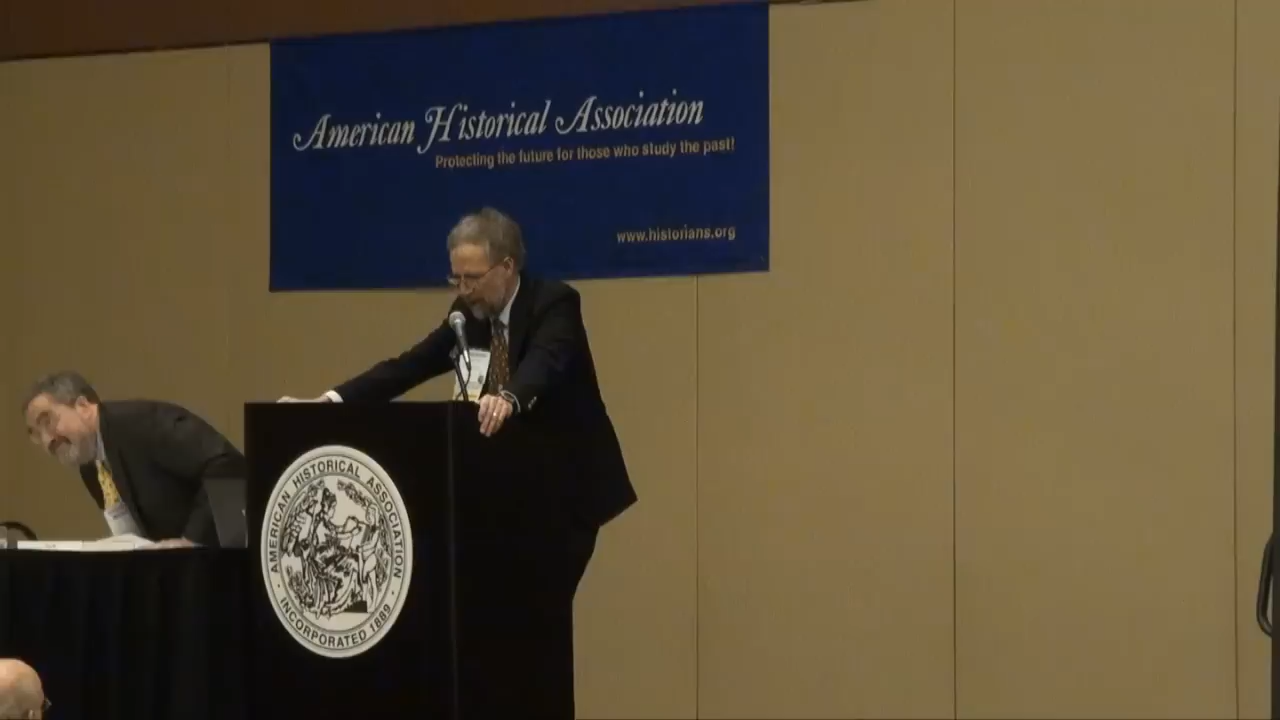 American Historical Association
Protecting the future for those who study the past!
www.historians.org
AMERICAN HISTORICAL ASSOCIATION
· INCORPORATED 1889 ·